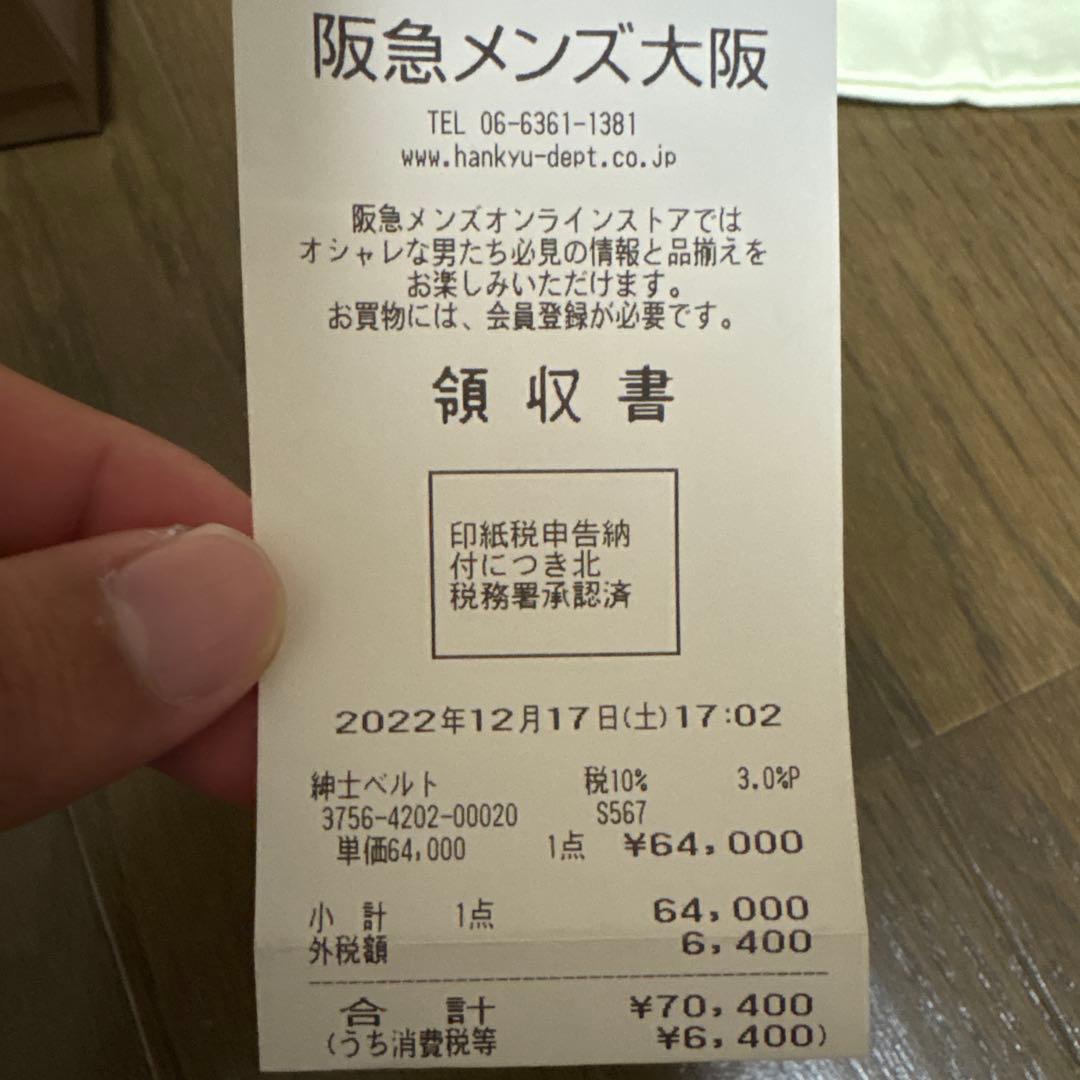 阪急メンズ大阪
TEL 06-6361-1381
www.hankyu-dept.co.jp
阪急メンズオンラインストアでは
オシャレな男たち必見の情報と品揃えを
お楽しみいただけます。
お買物には、会員登録が必要です。
領収書
印紙税申告納
付につき北
税務署承認済
2022年12月17日(土)17:02
紳士ベルト 税10% 3.0%P
3756-4202-00020 S567
単価64,000 1点 ¥64,000
小計 1点 64,000
外税額 6,400
合計 ¥70,400
(うち消費税等 ¥6,400)